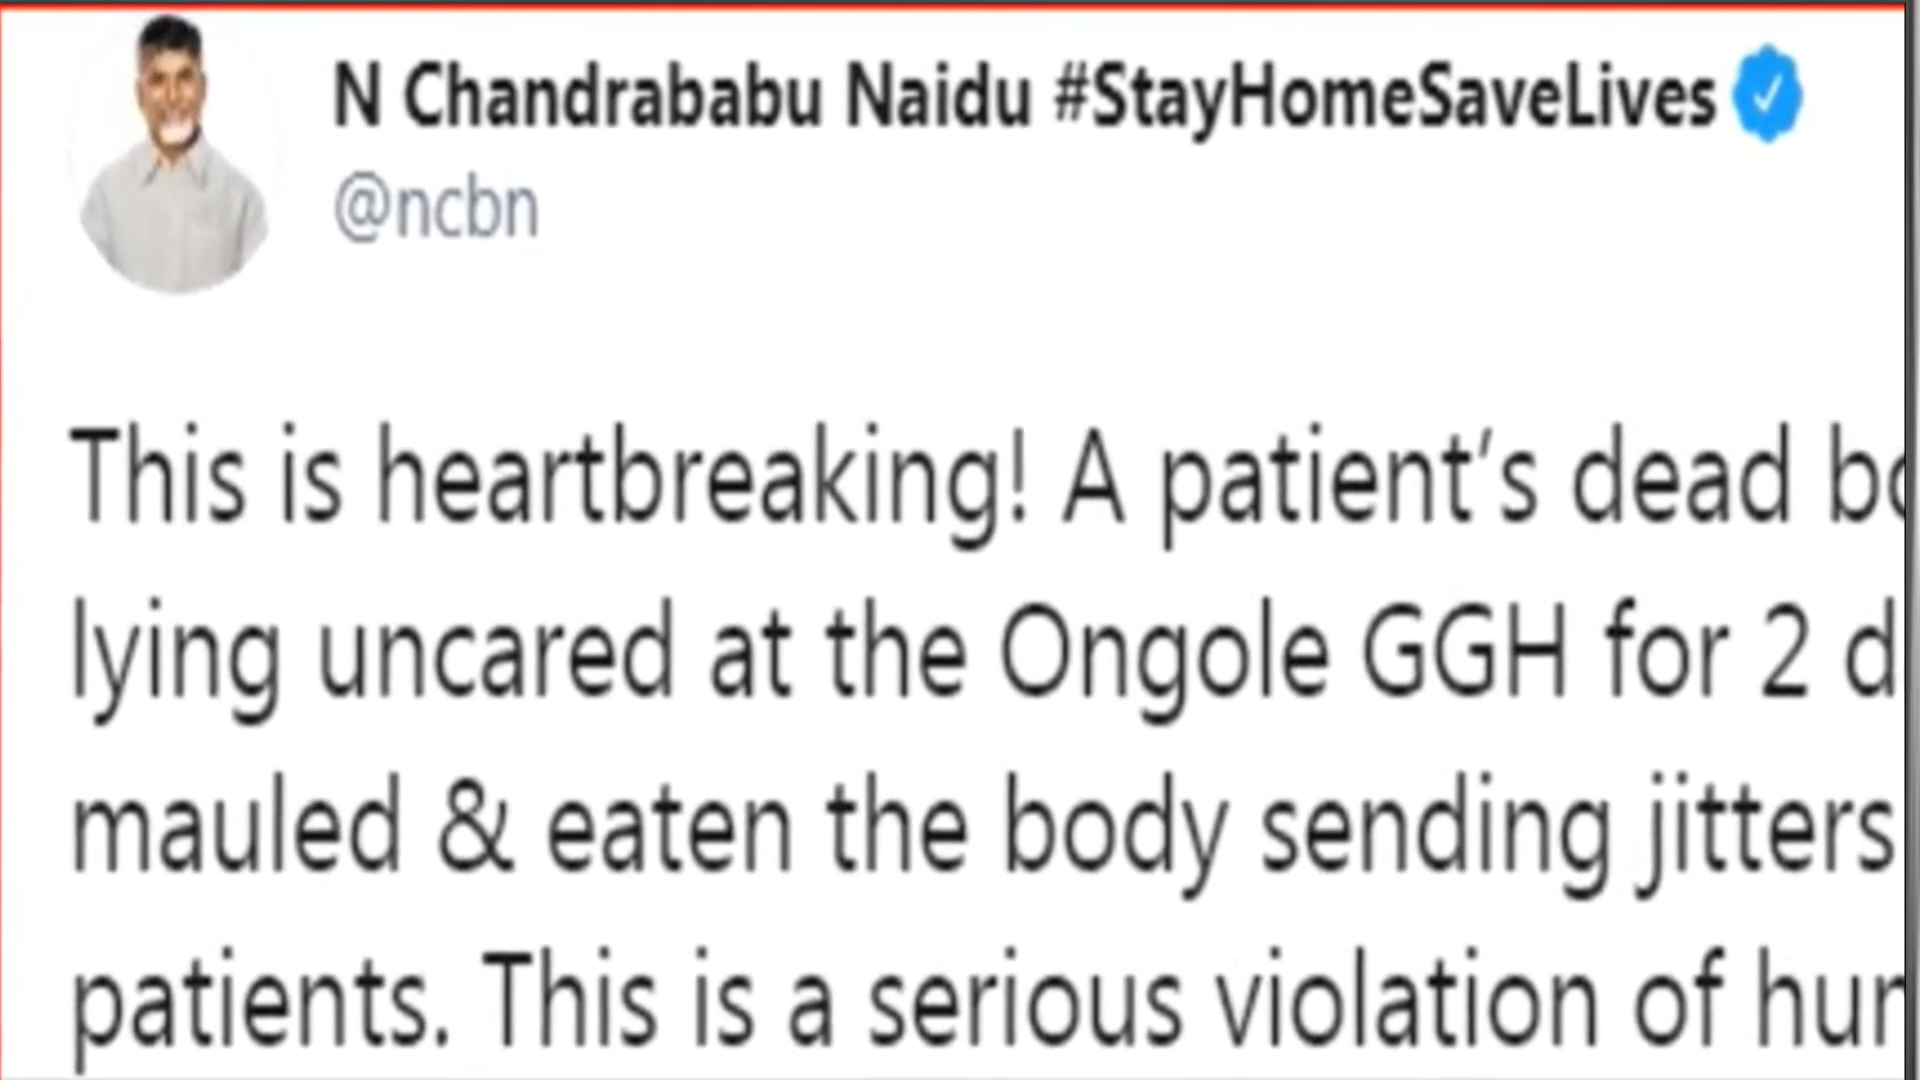 N Chandrababu Naidu #StayHomeSaveLives
@ncbn
This is heartbreaking! A patient’s dead
lying uncared at the Ongole GGH for 2
mauled & eaten the body sending jitters
patients. This is a serious violation of